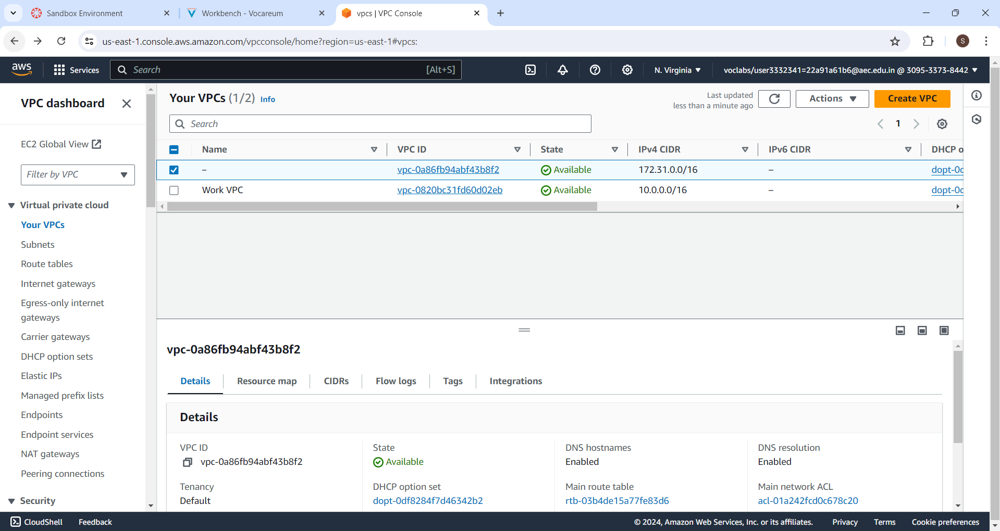 Sandbox Environment
Workbench - Vocareum
vpcs | VPC Console
us-east-1.console.aws.amazon.com/vpcconsole/home?region=us-east-1#vpcs:
S
aws
Services
Search
[Alt+S]
N. Virginia
voclabs/user3332341=22a91a61b6@aec.edu.in @ 3095-3373-8442
VPC dashboard
EC2 Global View
Filter by VPC
Virtual private cloud
Your VPCs
Subnets
Route tables
Internet gateways
Egress-only internet
gateways
Carrier gateways
DHCP option sets
Elastic IPs
Managed prefix lists
Endpoints
Endpoint services
NAT gateways
Peering connections
Security
Your VPCs (1/2) Info
Last updated
less than a minute ago
Actions
Create VPC
Search
1
Name VPC ID State IPv4 CIDR IPv6 CIDR DHCP o
– vpc-0a86fb94abf43b8f2 Available 172.31.0.0/16 – dopt-0d
Work VPC vpc-0820bc31fd60d02eb Available 10.0.0.0/16 – dopt-0d
vpc-0a86fb94abf43b8f2
Details Resource map CIDRs Flow logs Tags Integrations
Details
VPC ID
vpc-0a86fb94abf43b8f2
State
Available
DNS hostnames
Enabled
DNS resolution
Enabled
Tenancy
Default
DHCP option set
dopt-0df8284f7d46342b2
Main route table
rtb-03b4de15a77fe83d6
Main network ACL
acl-01a242fcd0c678c20
CloudShell Feedback
© 2024, Amazon Web Services, Inc. or its affiliates. Privacy Terms Cookie preferences